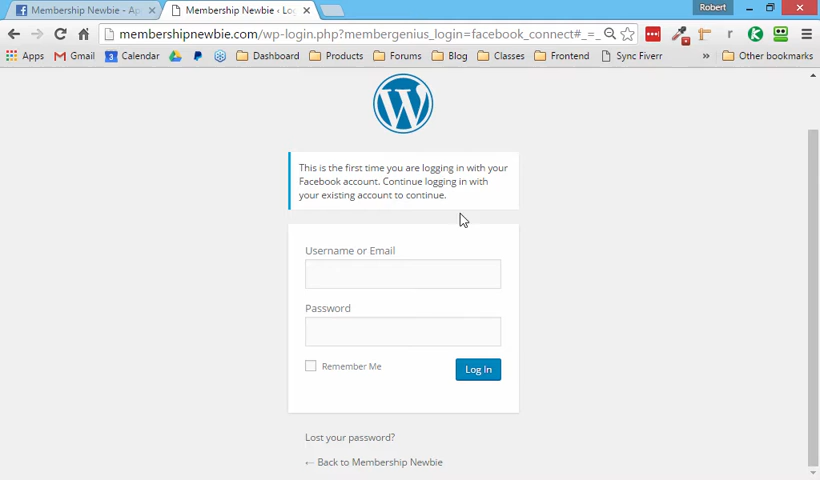 Membership Newbie - Ap
Membership Newbie ‹ Lo
Robert
membershipnewbie.com/wp-login.php?membergenius_login=facebook_connect#_=_
Apps Gmail 3 Calendar Forums Blog Dashboard Products Classes Frontend Sync Fiverr » Other bookmarks
This is the first time you are logging in with your
Facebook account. Continue logging in with
your existing account to continue.
Username or Email
Password
Remember Me
Log In
Lost your password?
← Back to Membership Newbie